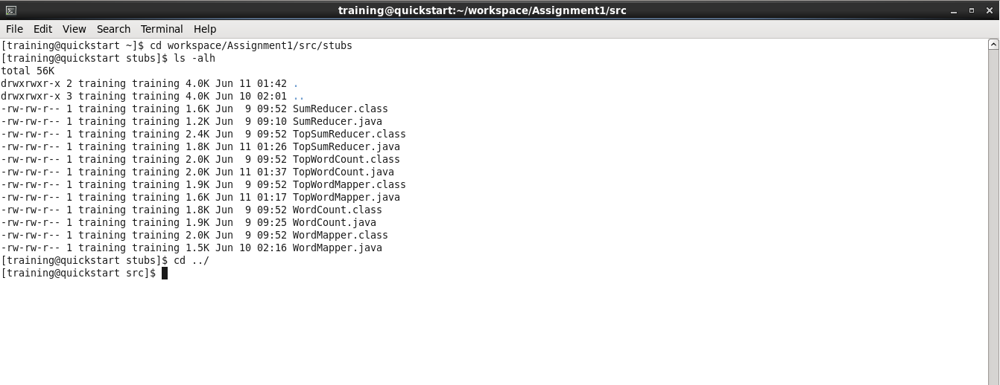 training@quickstart:~/workspace/Assignment1/src
File Edit View Search Terminal Help
[training@quickstart ~]$ cd workspace/Assignment1/src/stubs
[training@quickstart stubs]$ ls -alh
total 56K
drwxrwxr-x 2 training training 4.0K Jun 11 01:42 .
drwxrwxr-x 3 training training 4.0K Jun 10 02:01 ..
-rw-rw-r-- 1 training training 1.6K Jun  9 09:52 SumReducer.class
-rw-rw-r-- 1 training training 1.2K Jun  9 09:10 SumReducer.java
-rw-rw-r-- 1 training training 2.4K Jun  9 09:52 TopSumReducer.class
-rw-rw-r-- 1 training training 1.8K Jun 11 01:26 TopSumReducer.java
-rw-rw-r-- 1 training training 2.0K Jun  9 09:52 TopWordCount.class
-rw-rw-r-- 1 training training 2.0K Jun 11 01:37 TopWordCount.java
-rw-rw-r-- 1 training training 1.9K Jun  9 09:52 TopWordMapper.class
-rw-rw-r-- 1 training training 1.6K Jun 11 01:17 TopWordMapper.java
-rw-rw-r-- 1 training training 1.8K Jun  9 09:52 WordCount.class
-rw-rw-r-- 1 training training 1.9K Jun  9 09:25 WordCount.java
-rw-rw-r-- 1 training training 2.0K Jun  9 09:52 WordMapper.class
-rw-rw-r-- 1 training training 1.5K Jun 10 02:16 WordMapper.java
[training@quickstart stubs]$ cd ../
[training@quickstart src]$